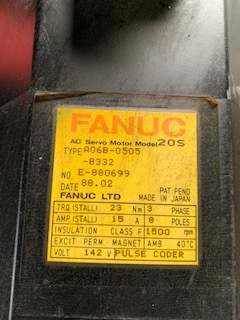 FANUC
AC Servo Motor Model 20S
TYPE A06B-0505
-B332
NO. E-880699
DATE 88.02
PAT PEND
FANUC LTD MADE IN JAPAN
TRQ.(STALL) 23 Nm 3 PHASE
AMP.(STALL) 15 A 8 POLES
INSULATION CLASS F 1500 rpm
EXCIT PERM MAGNET AMB 40°C
VOLT 142 V PULSE CODER